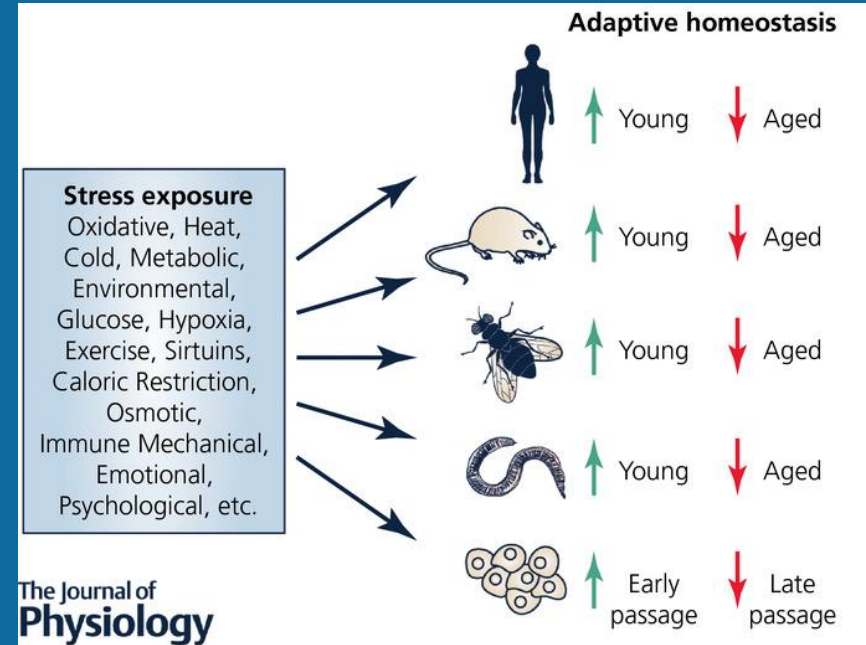 Adaptive homeostasis
Young
Aged
Stress exposure
Oxidative, Heat,
Cold, Metabolic,
Environmental,
Glucose, Hypoxia,
Exercise, Sirtuins,
Caloric Restriction,
Osmotic,
Immune Mechanical,
Emotional,
Psychological, etc.
Young
Aged
Young
Aged
Young
Aged
Early
passage
Late
passage
The Journal of
Physiology